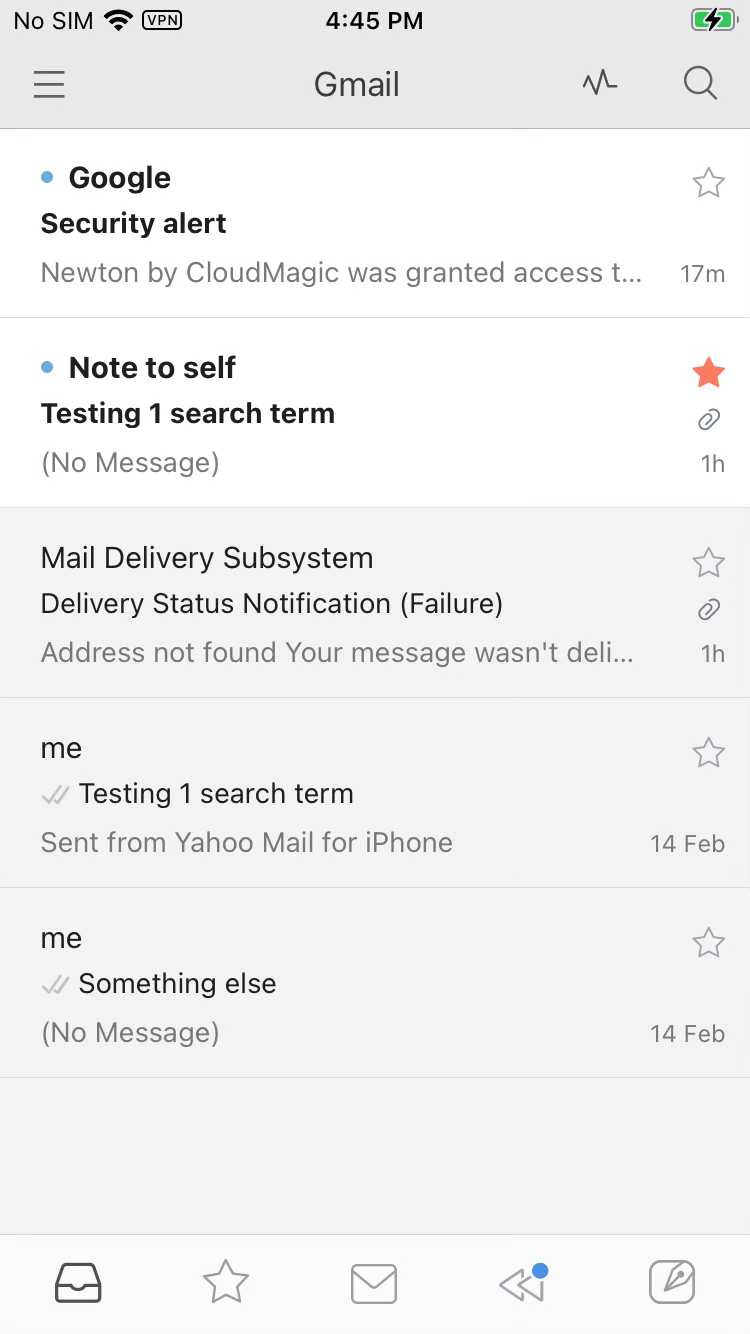 No SIM VPN 4:45 PM
Gmail
Google
Security alert
Newton by CloudMagic was granted access t... 17m
Note to self
Testing 1 search term
(No Message) 1h
Mail Delivery Subsystem
Delivery Status Notification (Failure)
Address not found Your message wasn't deli... 1h
me
Testing 1 search term
Sent from Yahoo Mail for iPhone 14 Feb
me
Something else
(No Message) 14 Feb